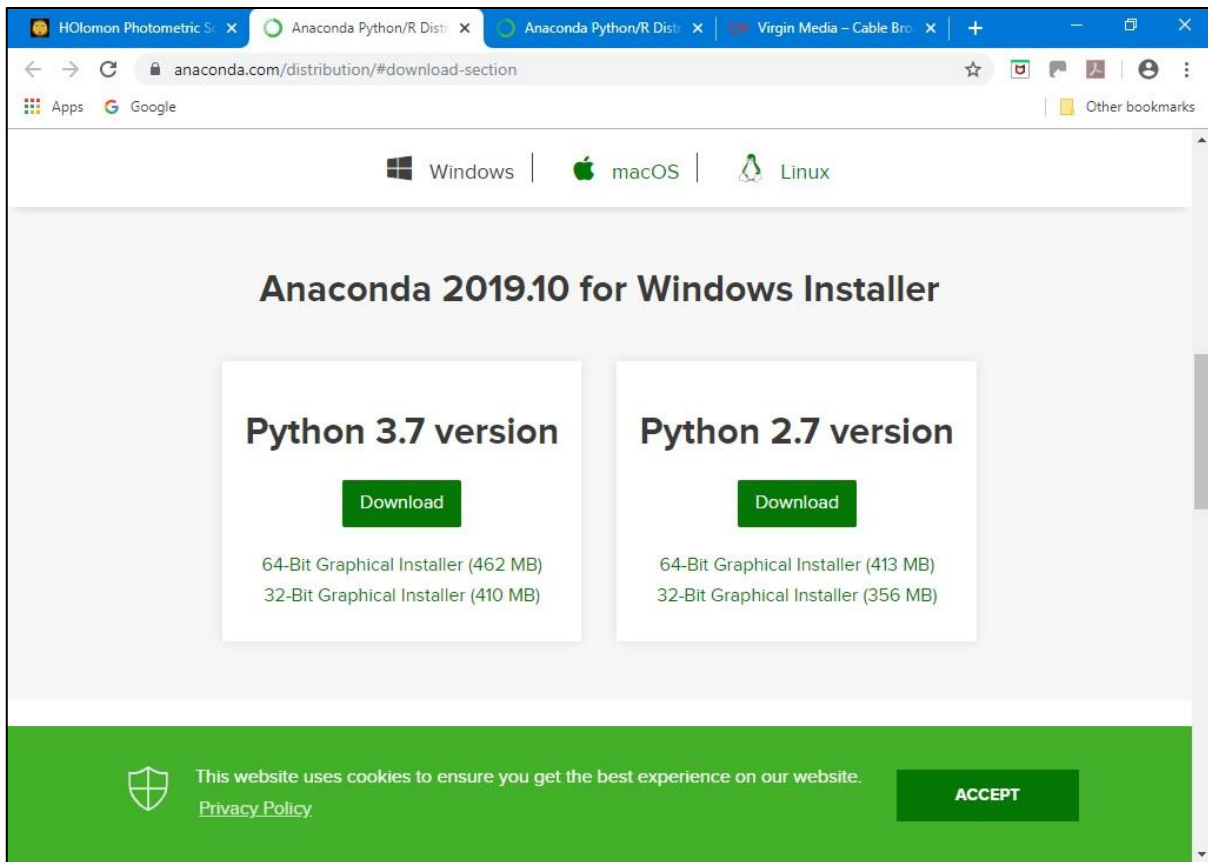 HOlomon Photometric Sc
Anaconda Python/R Distr
Anaconda Python/R Distr
Virgin Media – Cable Bro
anaconda.com/distribution/#download-section
Apps
Google
Other bookmarks
Windows
macOS
Linux
Anaconda 2019.10 for Windows Installer
Python 3.7 version
Download
64-Bit Graphical Installer (462 MB)
32-Bit Graphical Installer (410 MB)
Python 2.7 version
Download
64-Bit Graphical Installer (413 MB)
32-Bit Graphical Installer (356 MB)
This website uses cookies to ensure you get the best experience on our website.
Privacy Policy
ACCEPT